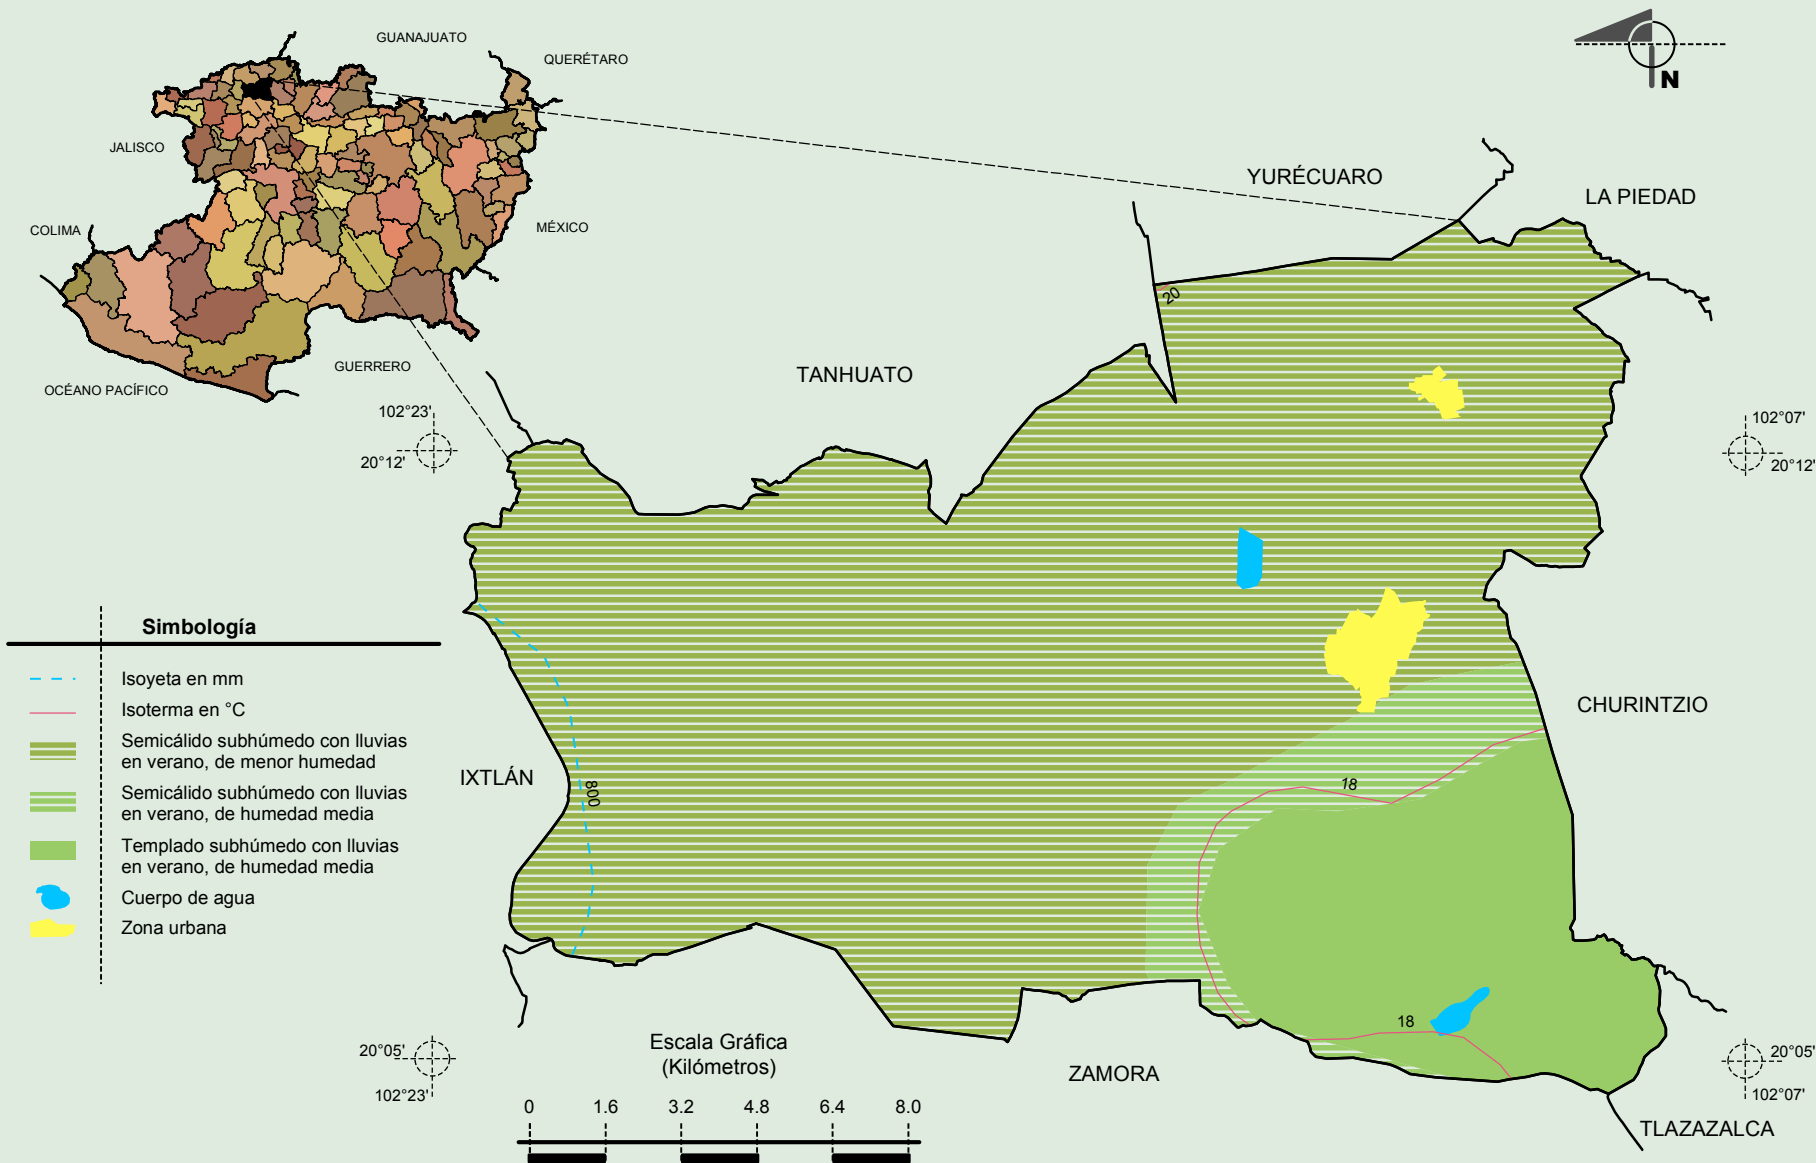 GUANAJUATO
QUERÉTARO
JALISCO
COLIMA
MÉXICO
GUERRERO
OCÉANO PACÍFICO
N
YURÉCUARO
LA PIEDAD
TANHUATO
20
102°23'
20°12'
102°07'
20°12'
Simbología
Isoyeta en mm
Isoterma en °C
Semicálido subhúmedo con lluvias
en verano, de menor humedad
Semicálido subhúmedo con lluvias
en verano, de humedad media
Templado subhúmedo con lluvias
en verano, de humedad media
Cuerpo de agua
Zona urbana
IXTLÁN
800
CHURINTZIO
18
18
20°05'
102°23'
Escala Gráfica
(Kilómetros)
0 1.6 3.2 4.8 6.4 8.0
ZAMORA
20°05'
102°07'
TLAZAZALCA